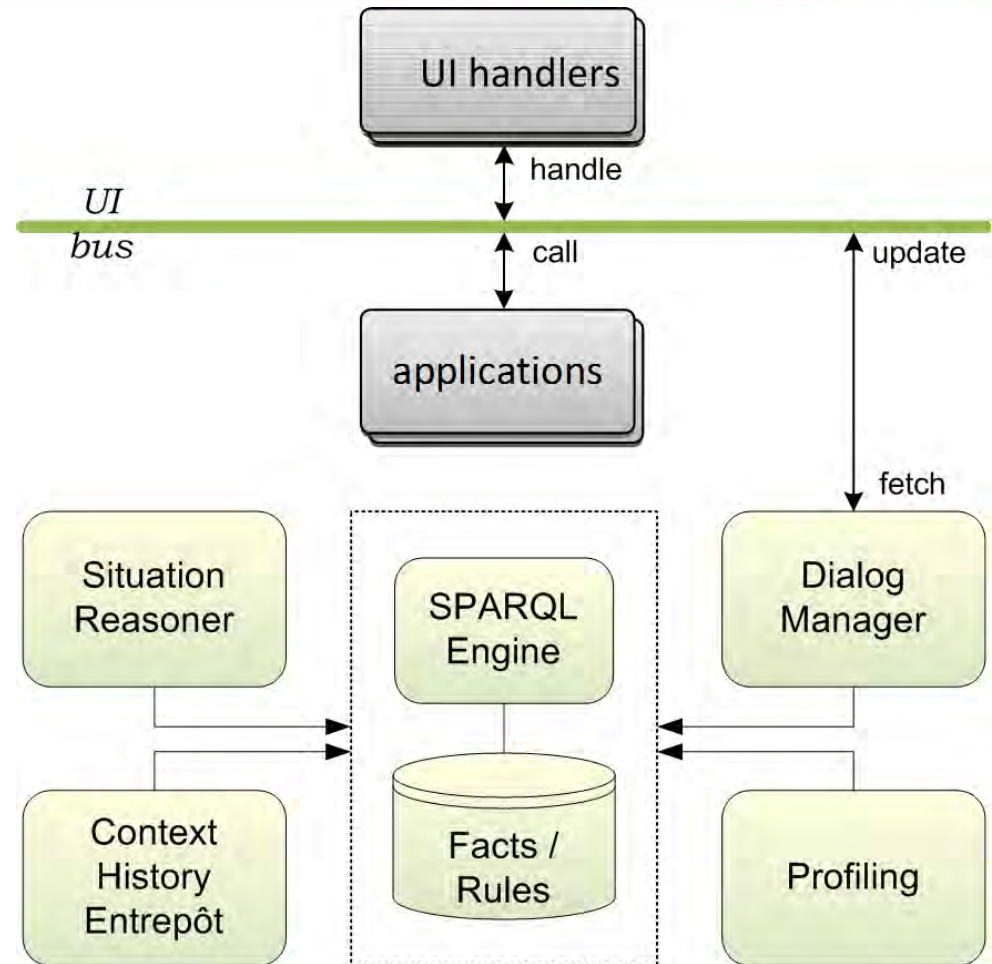 UI handlers
handle
UI
bus
call
update
applications
fetch
Situation
Reasoner
SPARQL
Engine
Dialog
Manager
Context
History
Entrepôt
Facts /
Rules
Profiling